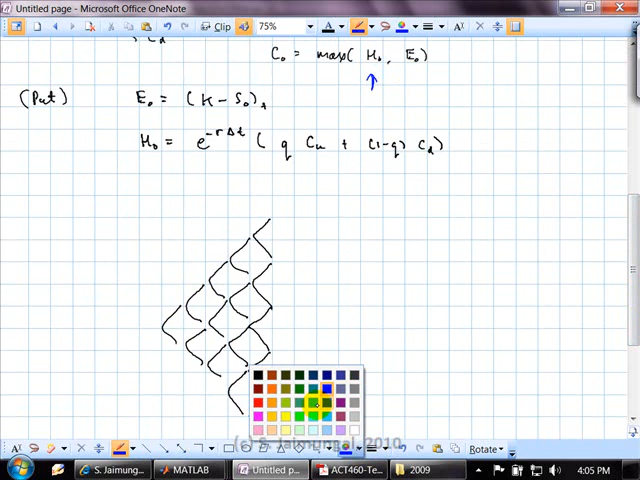 Untitled page - Microsoft Office OneNote
Clip
75%
, Cd
C₀ = max( H₀ , E₀)
(Put) E₀ = (K - S₀)₊
H₀ = e^{-rΔt} ( q Cu + (1-q) Cd)
(c) S. Jaimungal, 2010
Rotate
S. Jaimung...
MATLAB
Untitled p...
ACT460-Te...
2009
4:05 PM